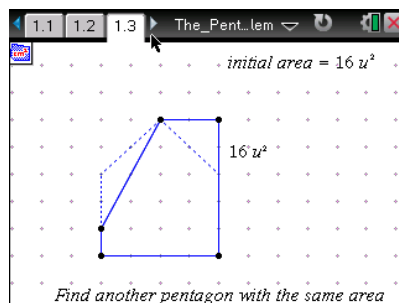 1.1 1.2 1.3 The_Pent…lem
initial area = 16 u²
16 u²
Find another pentagon with the same area